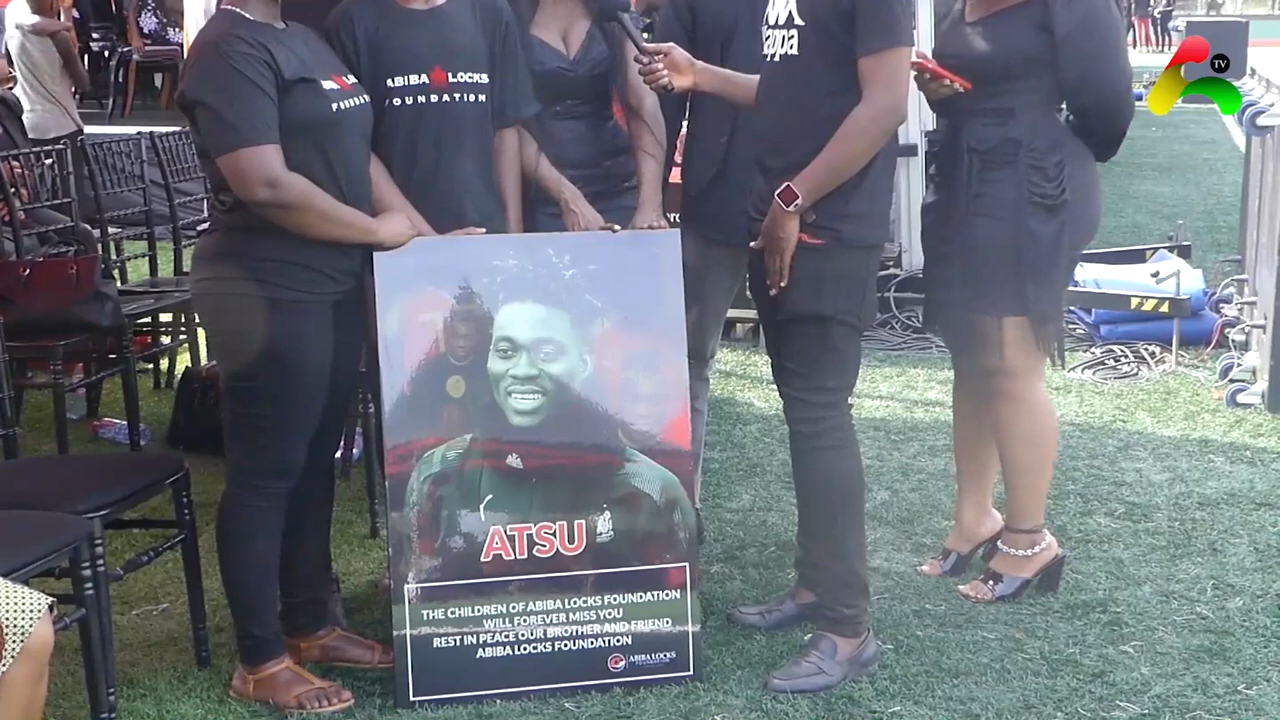 TV
ABIBA LOCKS
FOUNDATION
Kappa
ATSU
THE CHILDREN OF ABIBA LOCKS FOUNDATION
WILL FOREVER MISS YOU
REST IN PEACE OUR BROTHER AND FRIEND
ABIBA LOCKS FOUNDATION
ABIBA LOCKS
FOUNDATION